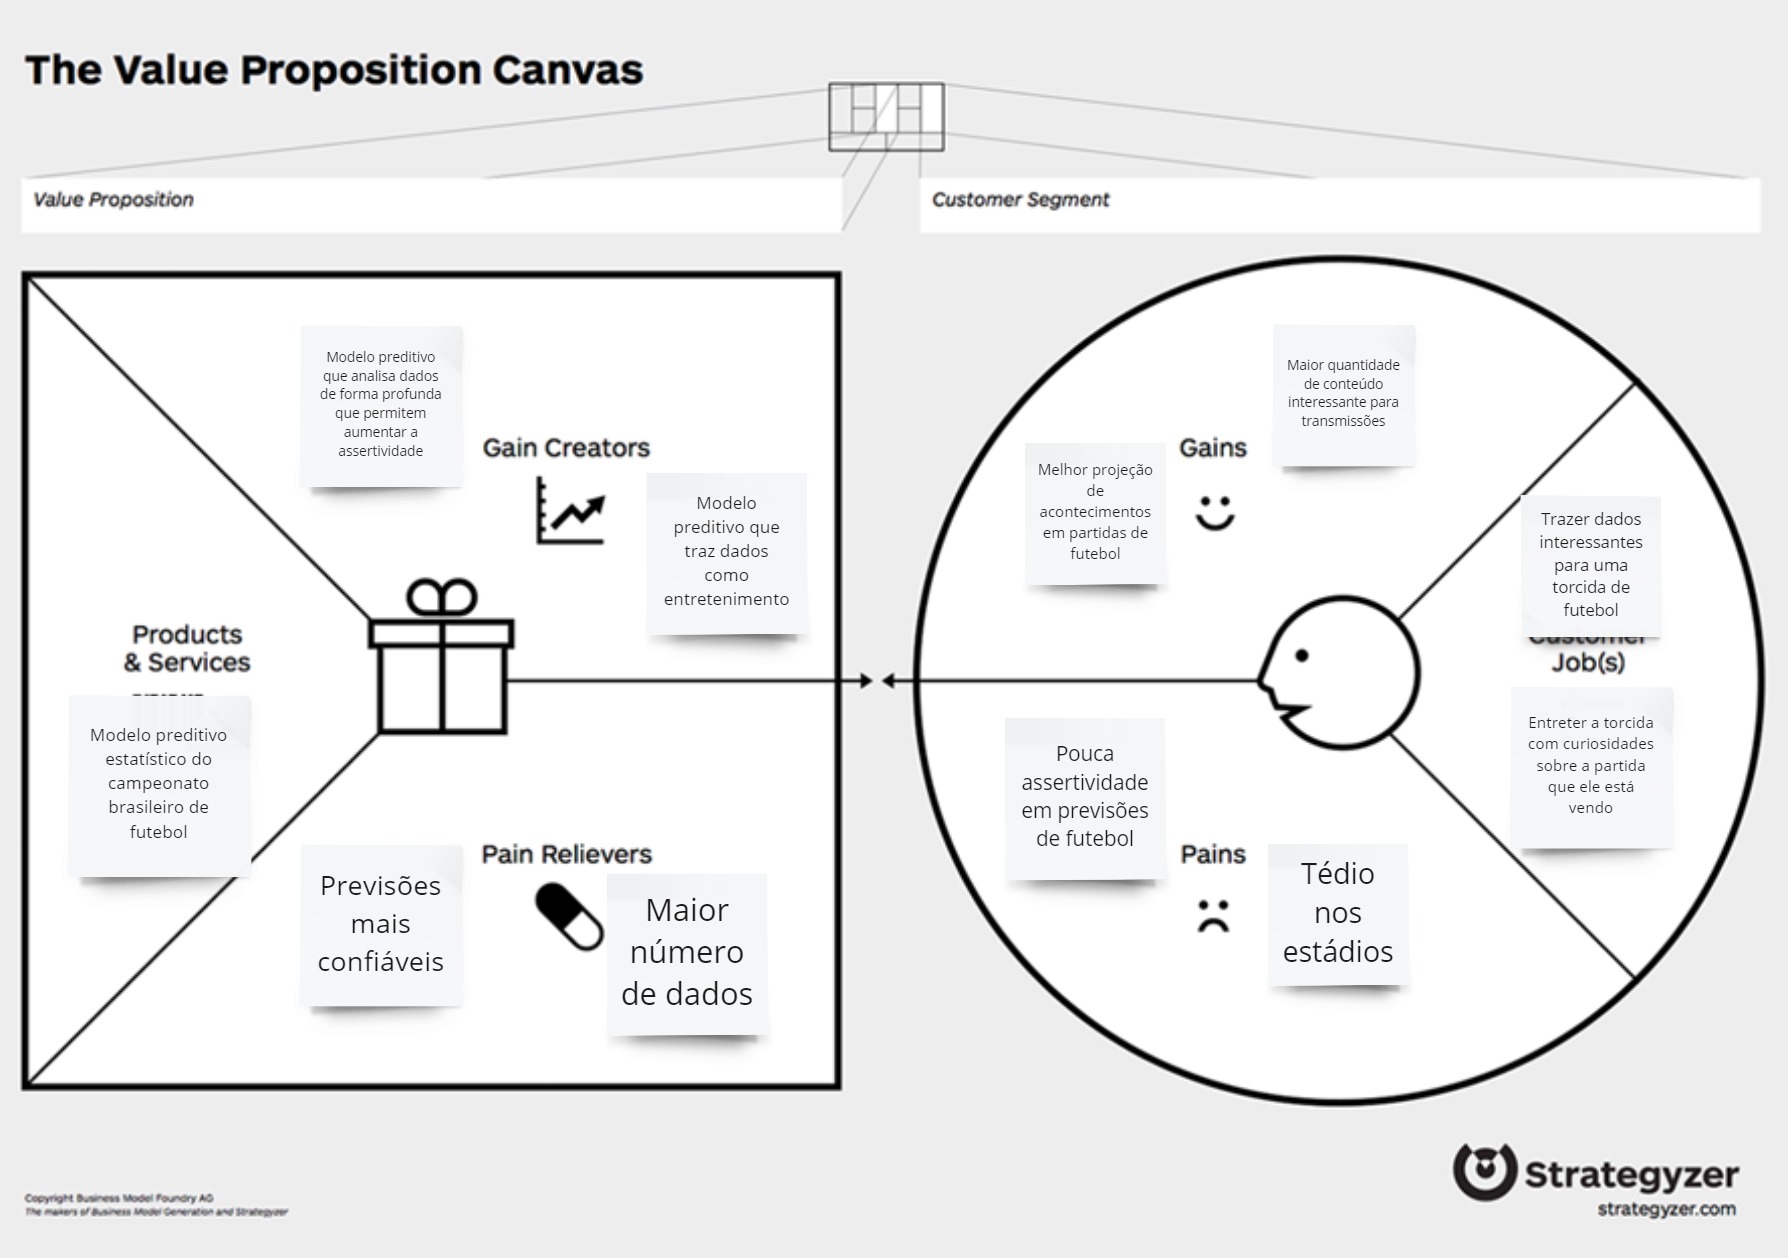 The Value Proposition Canvas
Value Proposition
Customer Segment
Modelo preditivo
que analisa dados
de forma profunda
que permitem
aumentar a
assertividade
Gain Creators
Modelo
preditivo que
traz dados
como
entretenimento
Products
& Services
Modelo preditivo
estatístico do
campeonato
brasileiro de
futebol
Pain Relievers
Previsões
mais
confiáveis
Maior
número
de dados
Maior quantidade
de conteúdo
interessante para
transmissões
Gains
Melhor projeção
de
acontecimentos
em partidas de
futebol
Trazer dados
interessantes
para uma
torcida de
futebol
Customer
Job(s)
Entreter a torcida
com curiosidades
sobre a partida
que ele está
vendo
Pouca
assertividade
em previsões
de futebol
Pains
Tédio
nos
estádios
Copyright Business Model Foundry AG
The makers of Business Model Generation and Strategyzer
Strategyzer
strategyzer.com